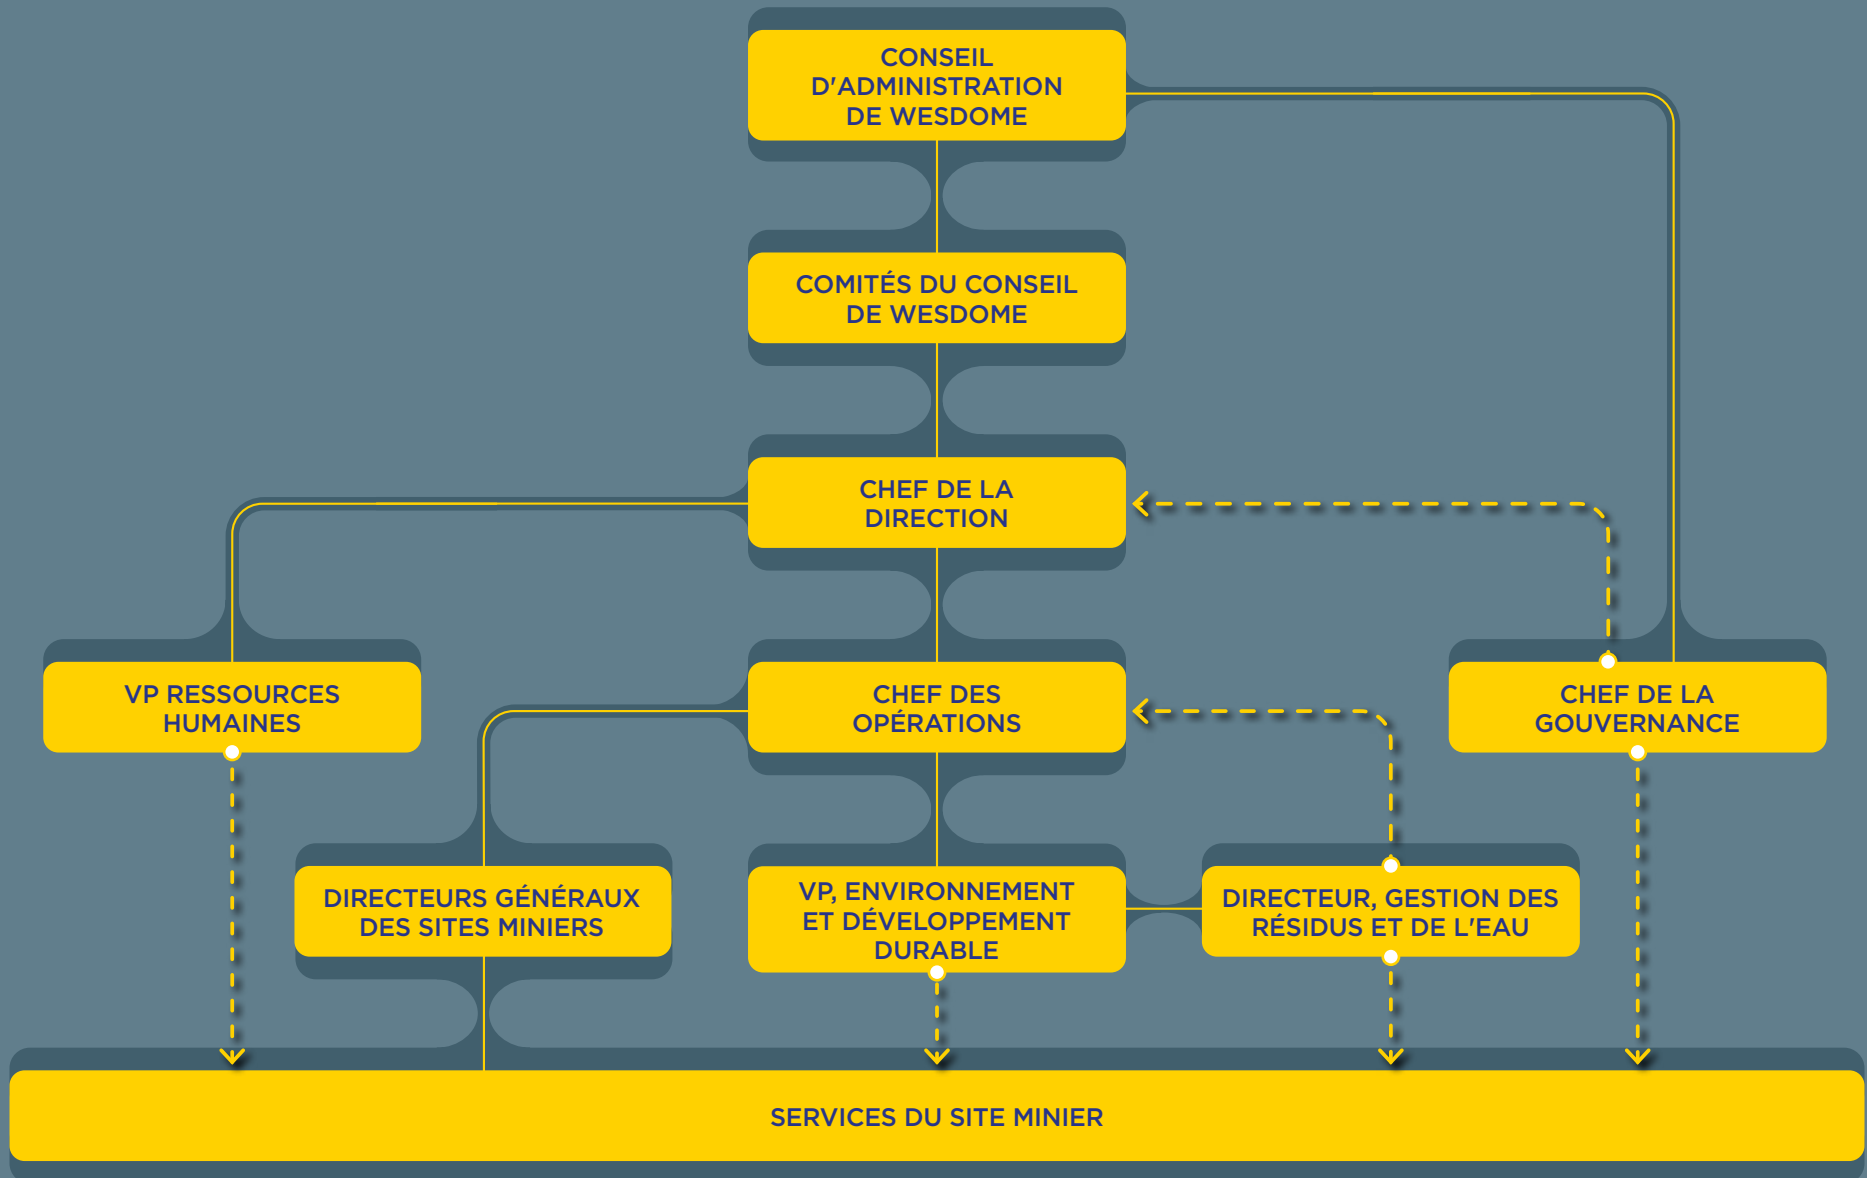 CONSEIL
D'ADMINISTRATION
DE WESDOME
COMITÉS DU CONSEIL
DE WESDOME
CHEF DE LA
DIRECTION
VP RESSOURCES
HUMAINES
CHEF DES
OPÉRATIONS
CHEF DE LA
GOUVERNANCE
DIRECTEURS GÉNÉRAUX
DES SITES MINIERS
VP, ENVIRONNEMENT
ET DÉVELOPPEMENT
DURABLE
DIRECTEUR, GESTION DES
RÉSIDUS ET DE L'EAU
SERVICES DU SITE MINIER